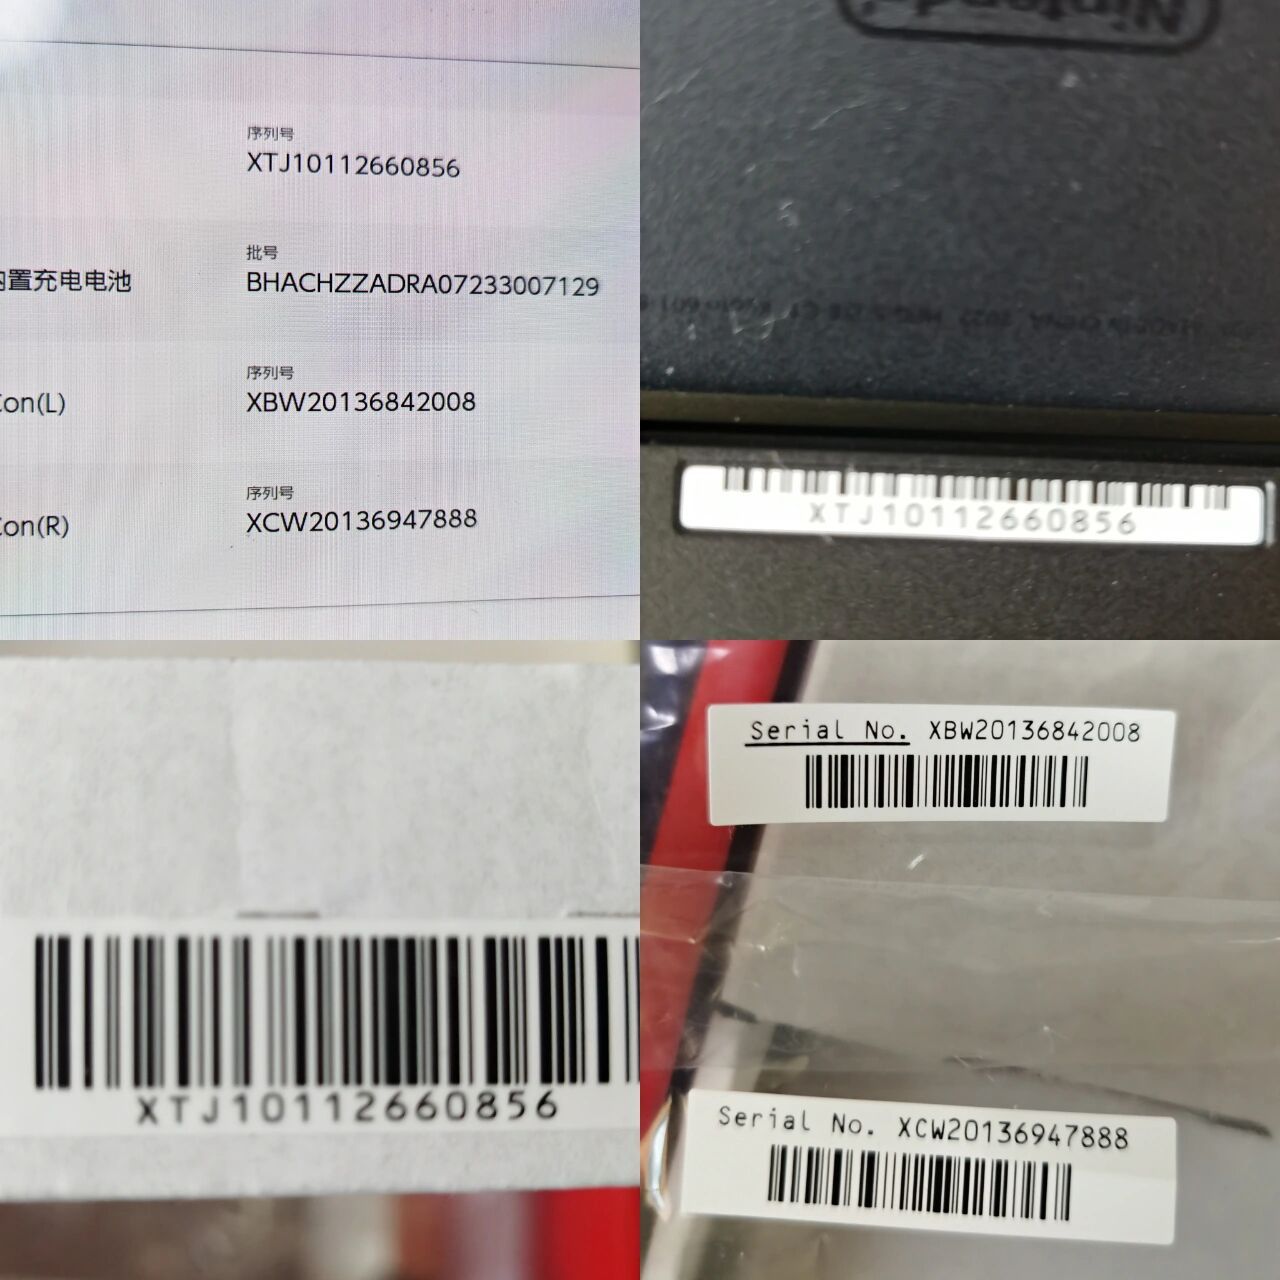 序列号
XTJ10112660856
批号
内置充电电池
BHACHZZADRA07233007129
序列号
Con(L)
XBW20136842008
序列号
Con(R)
XCW20136947888
Nintendo
XTJ10112660856
XTJ10112660856
Serial No. XBW20136842008
Serial No. XCW20136947888